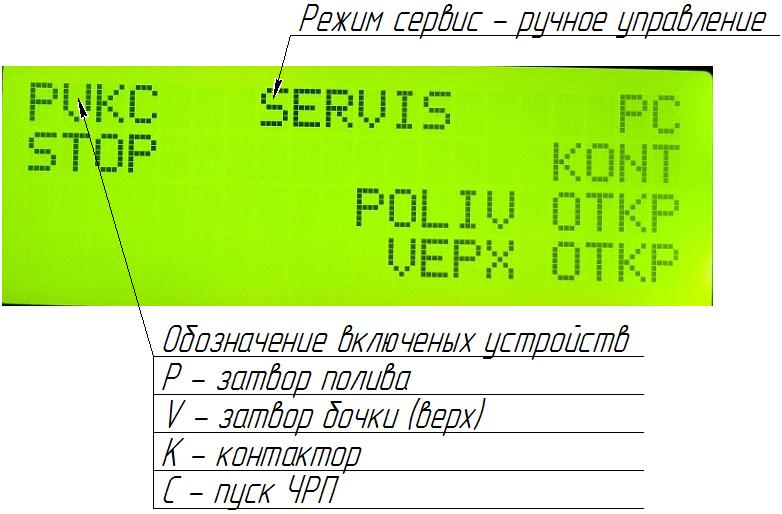 Режим сервис – ручное управление
PVKC SERVIS PC
STOP KONT
POLIV OTKP
VEPX OTKP
Обозначение включеных устройств
P – затвор полива
V – затвор бочки (верх)
К – контактор
С – пуск ЧРП